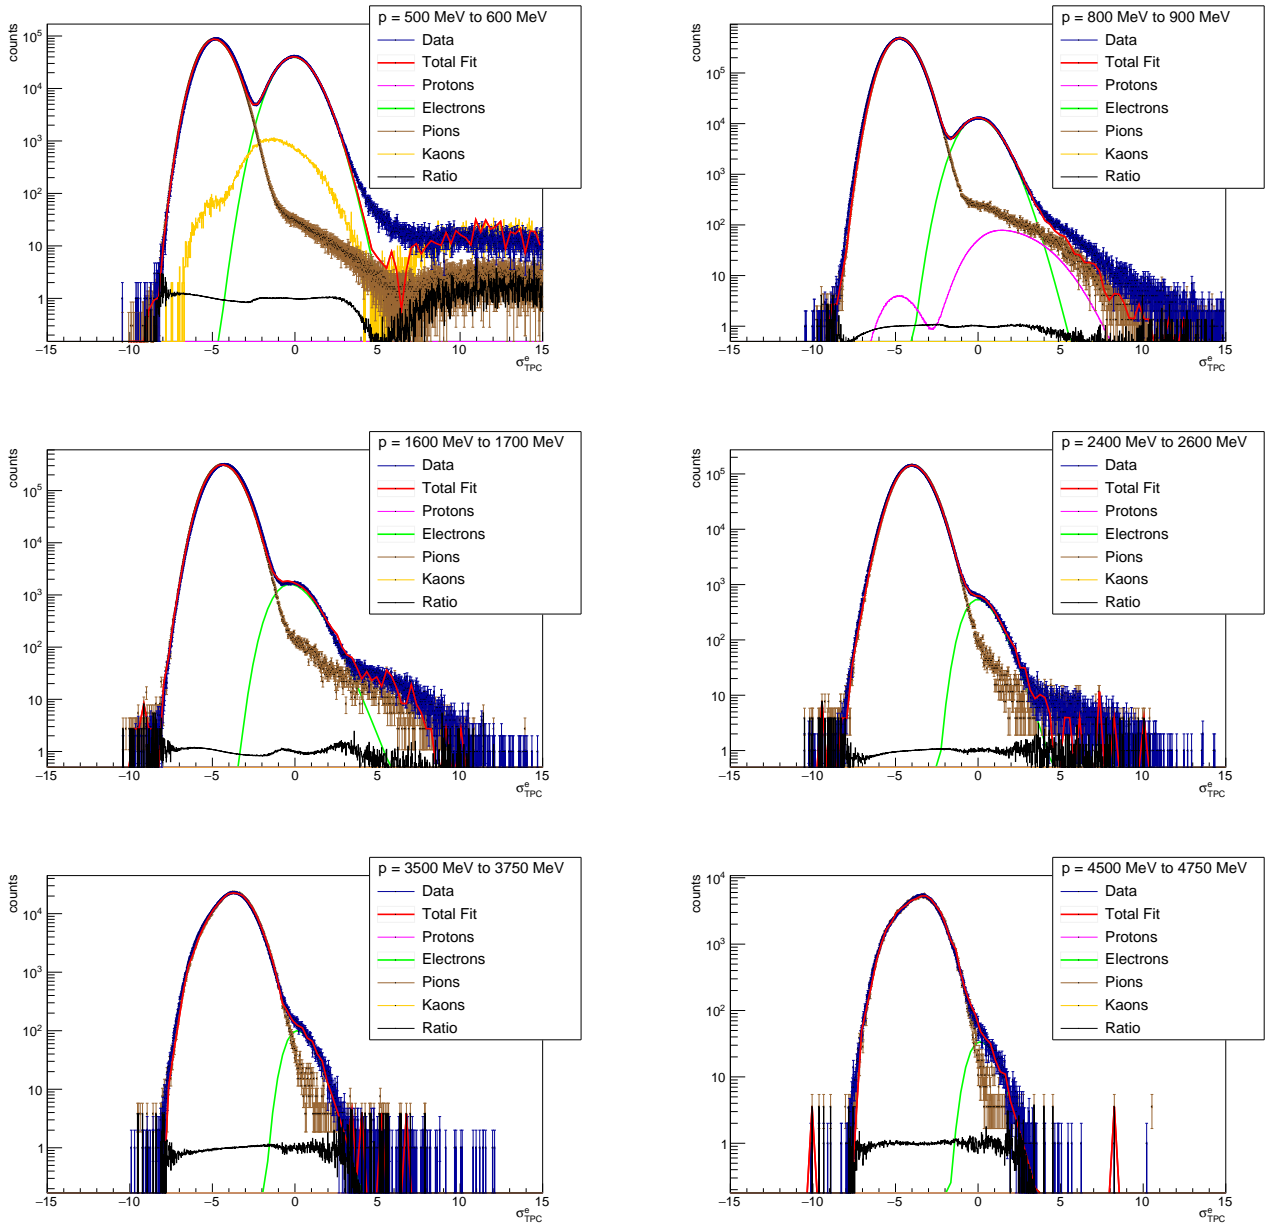 counts
p = 500 MeV to 600 MeV
Data
Total Fit
Protons
Electrons
Pions
Kaons
Ratio
10⁵
10⁴
10³
10²
10
1
−15 −10 −5 0 5 10 15
σᵉTPC
counts
p = 800 MeV to 900 MeV
Data
Total Fit
Protons
Electrons
Pions
Kaons
Ratio
10⁵
10⁴
10³
10²
10
1
−15 −10 −5 0 5 10 15
σᵉTPC
counts
p = 1600 MeV to 1700 MeV
Data
Total Fit
Protons
Electrons
Pions
Kaons
Ratio
10⁵
10⁴
10³
10²
10
1
−15 −10 −5 0 5 10 15
σᵉTPC
counts
p = 2400 MeV to 2600 MeV
Data
Total Fit
Protons
Electrons
Pions
Kaons
Ratio
10⁵
10⁴
10³
10²
10
1
−15 −10 −5 0 5 10 15
σᵉTPC
counts
p = 3500 MeV to 3750 MeV
Data
Total Fit
Protons
Electrons
Pions
Kaons
Ratio
10⁴
10³
10²
10
1
−15 −10 −5 0 5 10 15
σᵉTPC
counts
p = 4500 MeV to 4750 MeV
Data
Total Fit
Protons
Electrons
Pions
Kaons
Ratio
10⁴
10³
10²
10
1
−15 −10 −5 0 5 10 15
σᵉTPC